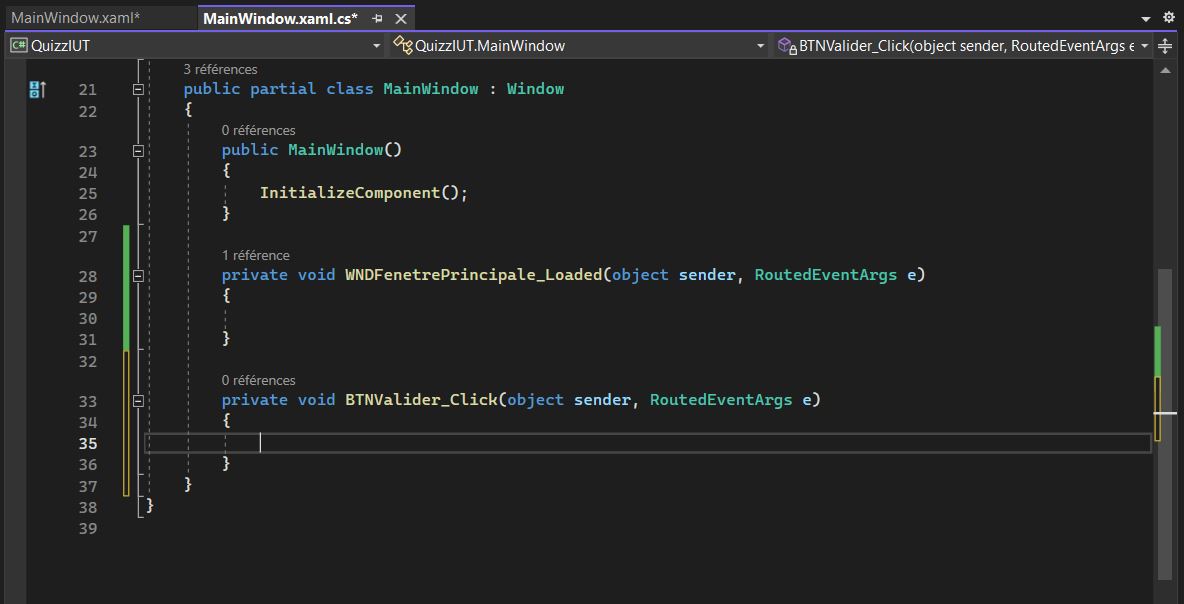 MainWindow.xaml*
MainWindow.xaml.cs*
QuizzIUT
QuizzIUT.MainWindow
BTNValider_Click(object sender, RoutedEventArgs e
3 références
21 public partial class MainWindow : Window
22 {
0 références
23 public MainWindow()
24 {
25 InitializeComponent();
26 }
27
1 référence
28 private void WNDFenetrePrincipale_Loaded(object sender, RoutedEventArgs e)
29 {
30
31 }
32
0 références
33 private void BTNValider_Click(object sender, RoutedEventArgs e)
34 {
35
36 }
37 }
38 }
39